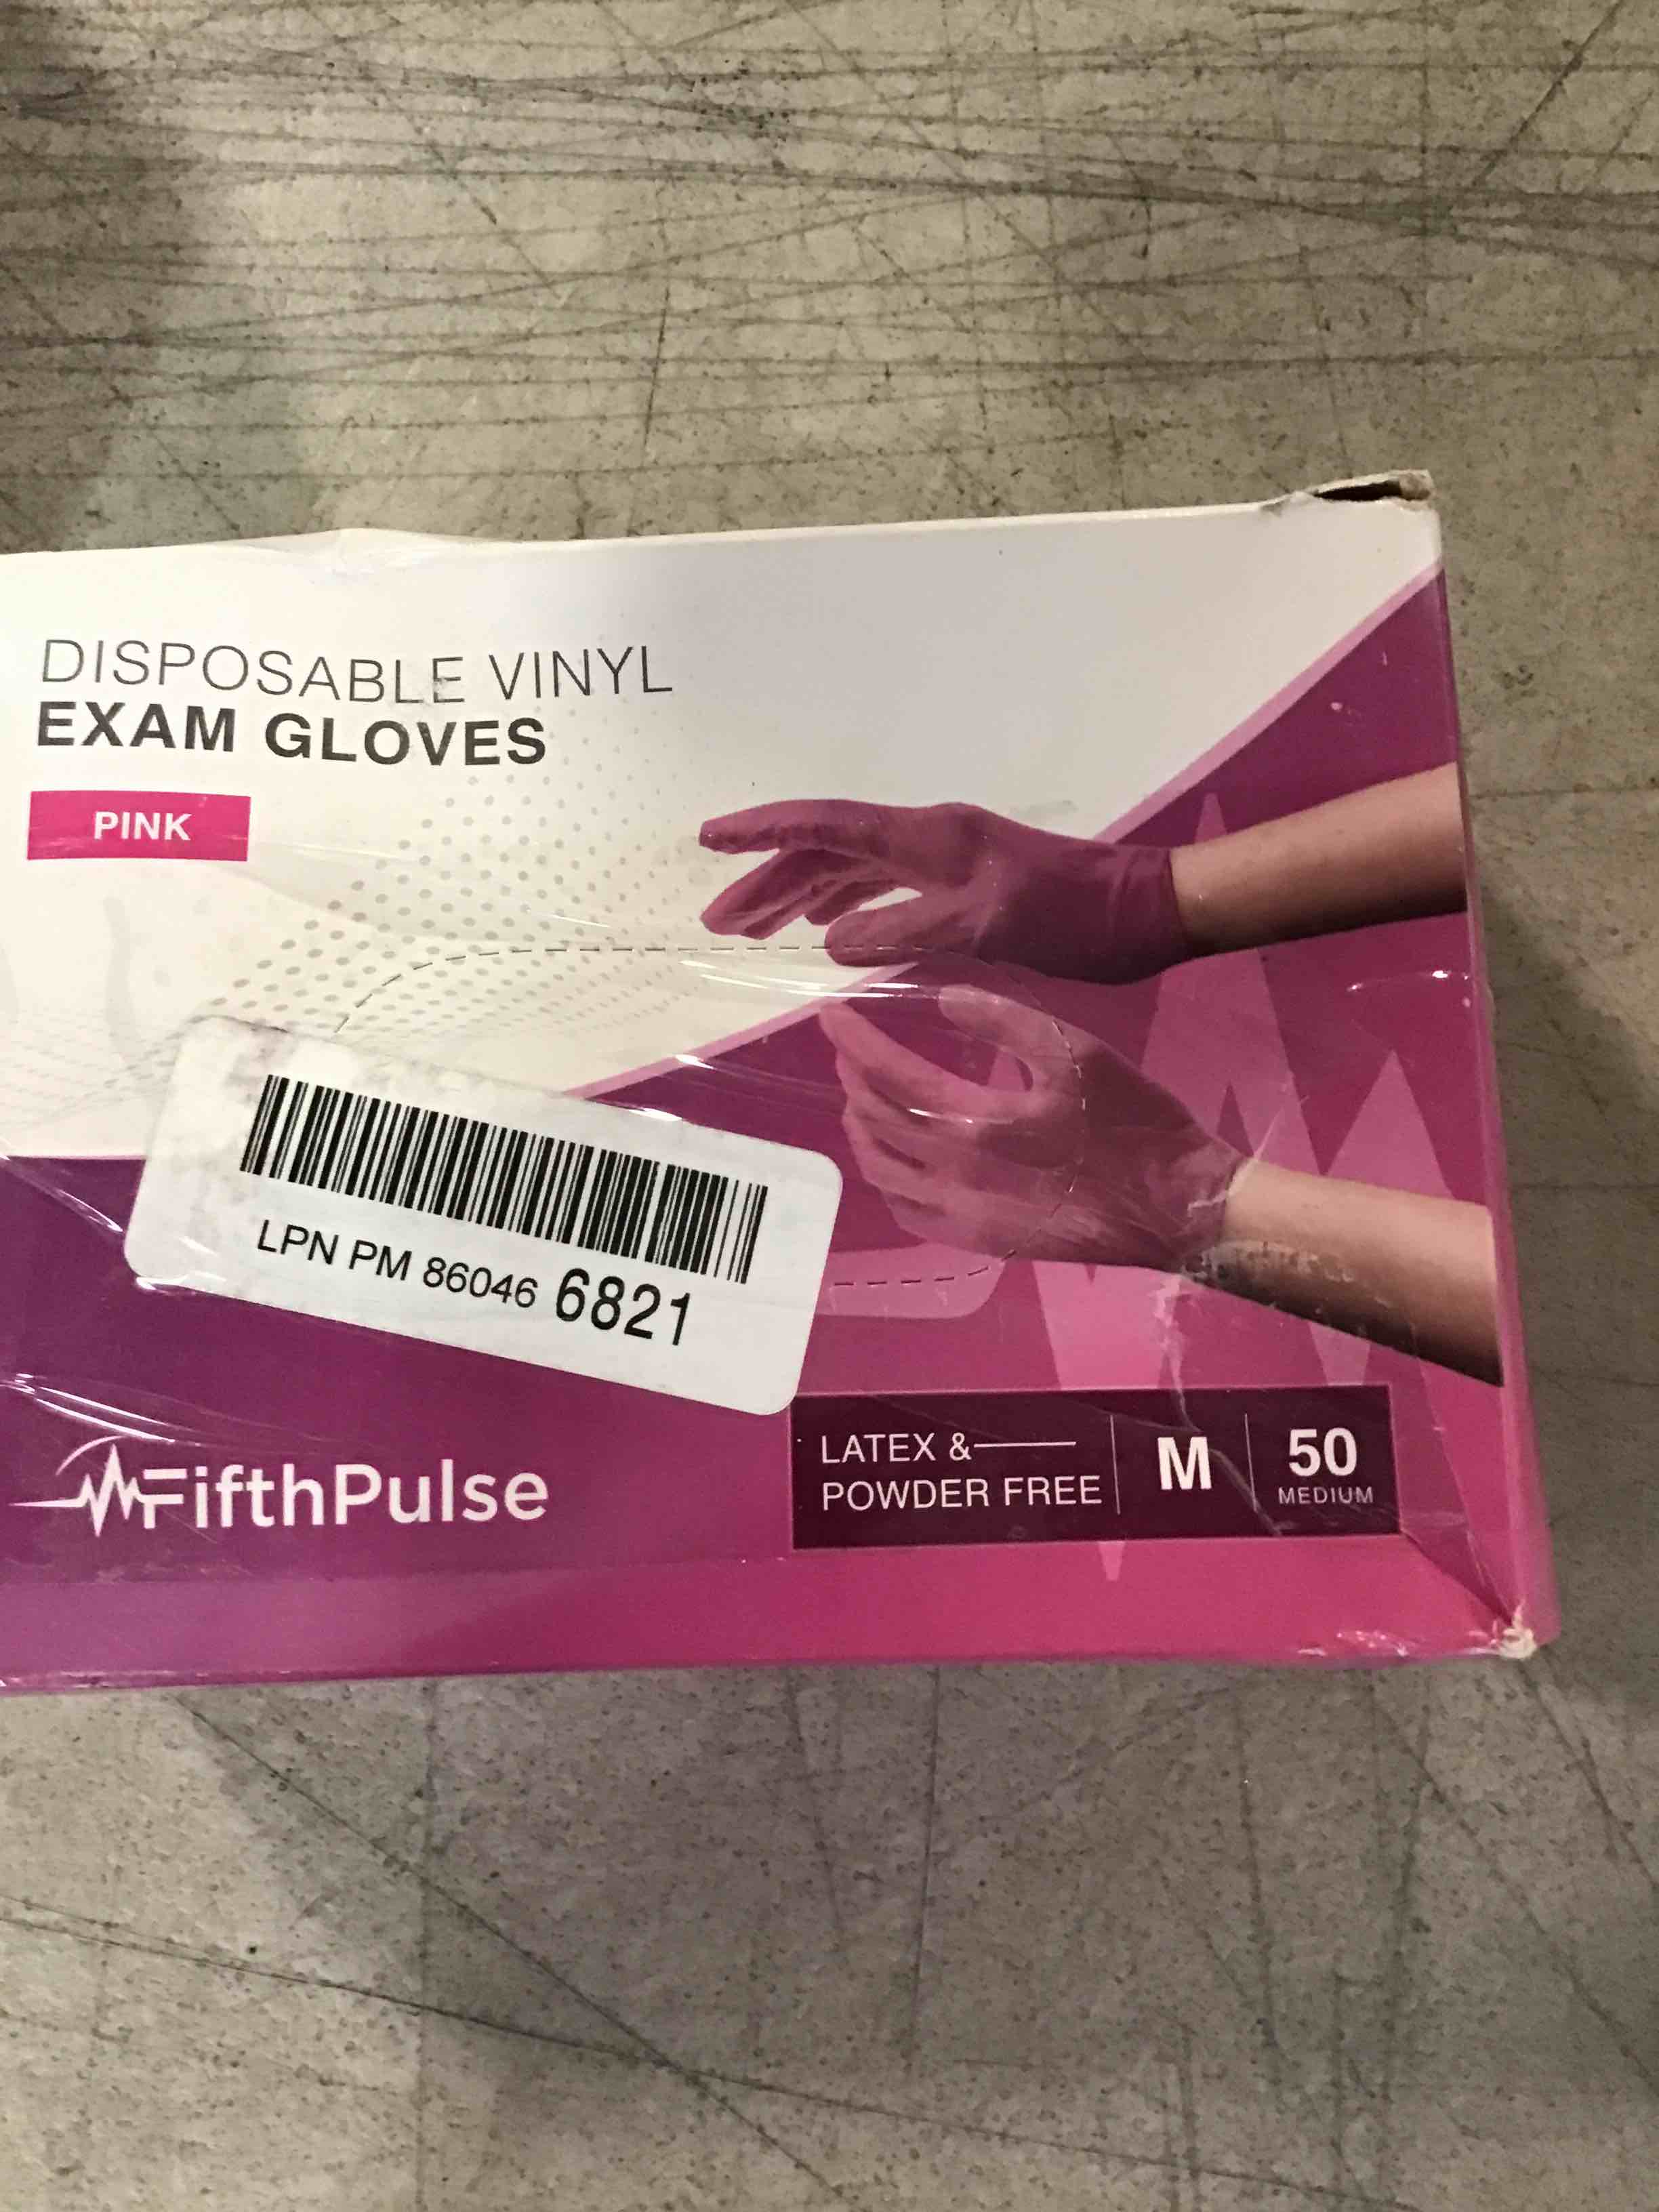 DISPOSABLE VINYL
EXAM GLOVES
PINK
LPN PM 86046 6821
FifthPulse
LATEX &
POWDER FREE
M
50
MEDIUM